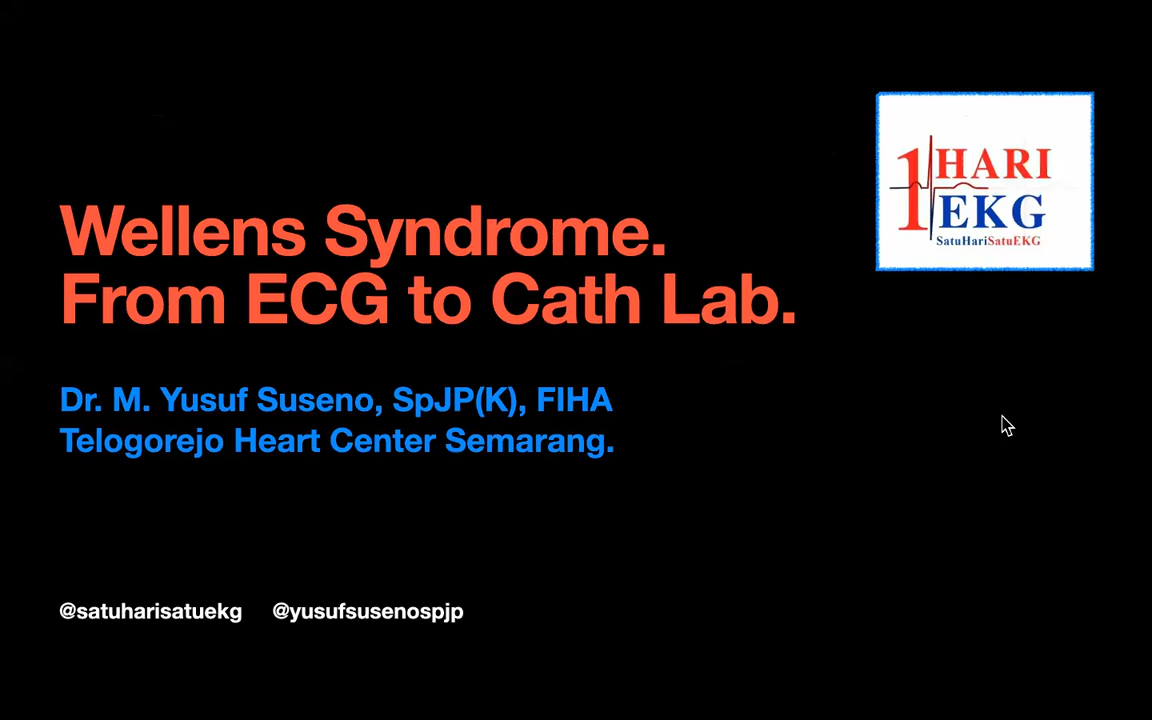 Wellens Syndrome.
From ECG to Cath Lab.
Dr. M. Yusuf Suseno, SpJP(K), FIHA
Telogorejo Heart Center Semarang.
@satuharisatuekg @yusufsusenospjp
1 HARI
EKG
SatuHariSatuEKG